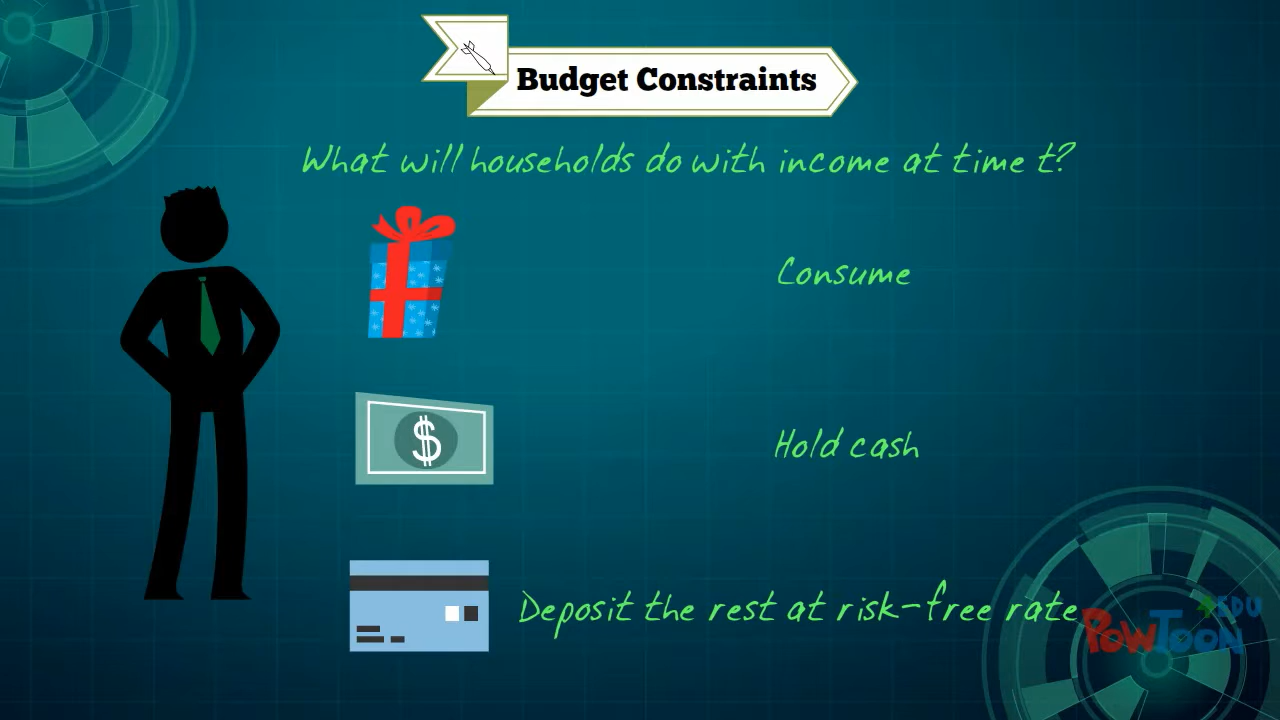 Budget Constraints
What will households do with income at time t?
Consume
$
Hold cash
Deposit the rest at risk-free rate
EDU
POWTOON